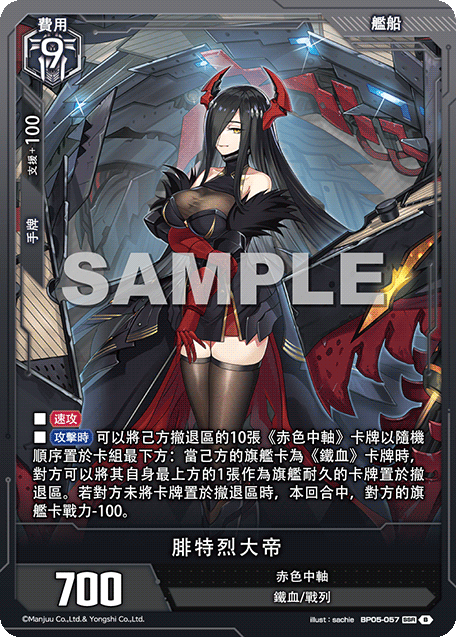 費用
艦船
9
支援+100
手牌
SAMPLE
■ 速攻
■ 攻擊時 可以將己方撤退區的10張《赤色中軸》卡牌以隨機
順序置於卡組最下方：當己方的旗艦卡為《鐵血》卡牌時，
對方可以將其自身最上方的1張作為旗艦耐久的卡牌置於撤
退區。若對方未將卡牌置於撤退區時，本回合中，對方的旗
艦卡戰力-100。
腓特烈大帝
700
赤色中軸
鐵血/戰列
©Manjuu Co.,Ltd.& Yongshi Co.,Ltd.
illust : sachie BP05-057 SSR B